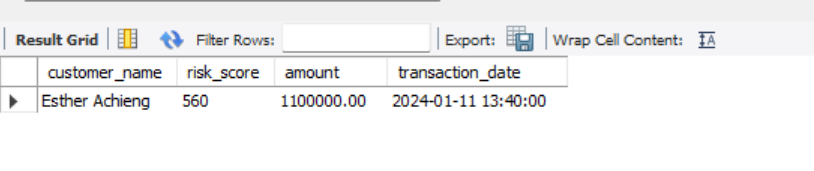 Result Grid Filter Rows: Export: Wrap Cell Content: IA
customer_name risk_score amount transaction_date
Esther Achieng 560 1100000.00 2024-01-11 13:40:00